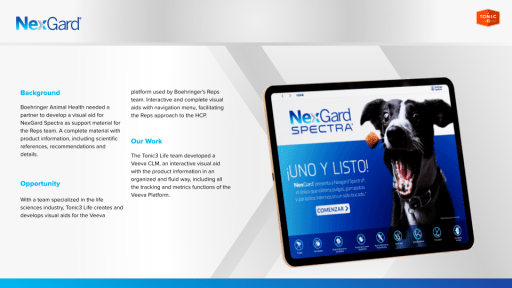 NexGard
TONIC
Background
Boehringer Animal Health needed a
partner to develop a visual aid for
NexGard Spectra as support material for
the Reps team. A complete material with
product information, including scientific
references, recommendations and
details.
Opportunity
With a team specialized in the life
sciences industry, Tonic3 Life creates and
develops visual aids for the Veeva
platform used by Boehringer's Reps
team. Interactive and complete visual
aids with navigation menu, facilitating
the Reps approach to the HCP.
Our Work
The Tonic3 Life team developed a
Veeva CLM, an Interactive visual aid
with the product information in an
organized and fluid way, including all
the tracking and metrics functions of the
Veeva Platform.
HOME
NexGard
SPECTRA
¡UNO Y LISTO!
COMENZAR